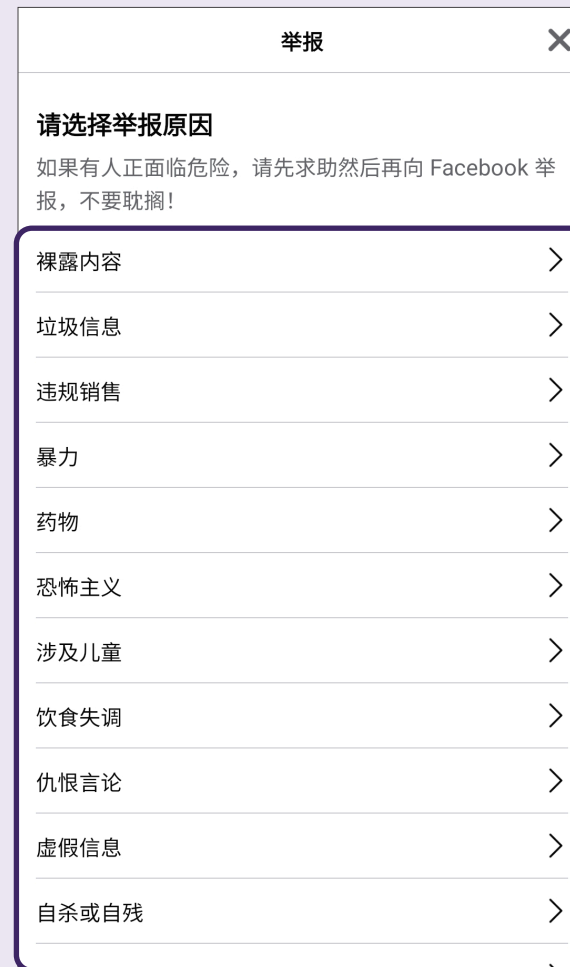 举报
请选择举报原因
如果有人正面临危险，请先求助然后再向 Facebook 举
报，不要耽搁！
裸露内容
垃圾信息
违规销售
暴力
药物
恐怖主义
涉及儿童
饮食失调
仇恨言论
虚假信息
自杀或自残